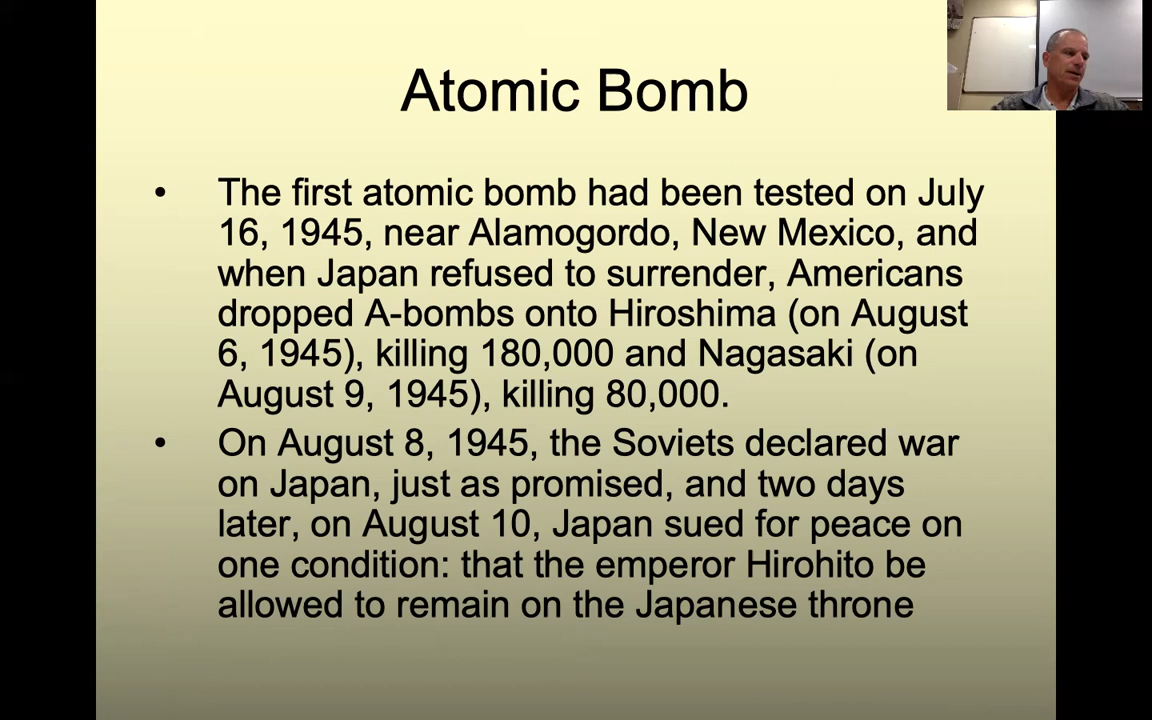 Atomic Bomb
• The first atomic bomb had been tested on July
16, 1945, near Alamogordo, New Mexico, and
when Japan refused to surrender, Americans
dropped A-bombs onto Hiroshima (on August
6, 1945), killing 180,000 and Nagasaki (on
August 9, 1945), killing 80,000.
• On August 8, 1945, the Soviets declared war
on Japan, just as promised, and two days
later, on August 10, Japan sued for peace on
one condition: that the emperor Hirohito be
allowed to remain on the Japanese throne